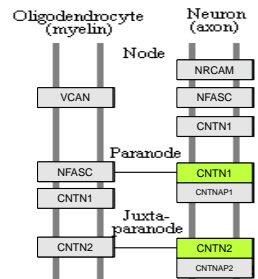 Oligodendrocyte
(myelin)
Neuron
(axon)
Node
NRCAM
VCAN
NFASC
CNTN1
Paranode
NFASC
CNTN1
CNTNAP1
CNTN1
Juxta-
paranode
CNTN2
CNTN2
CNTNAP2